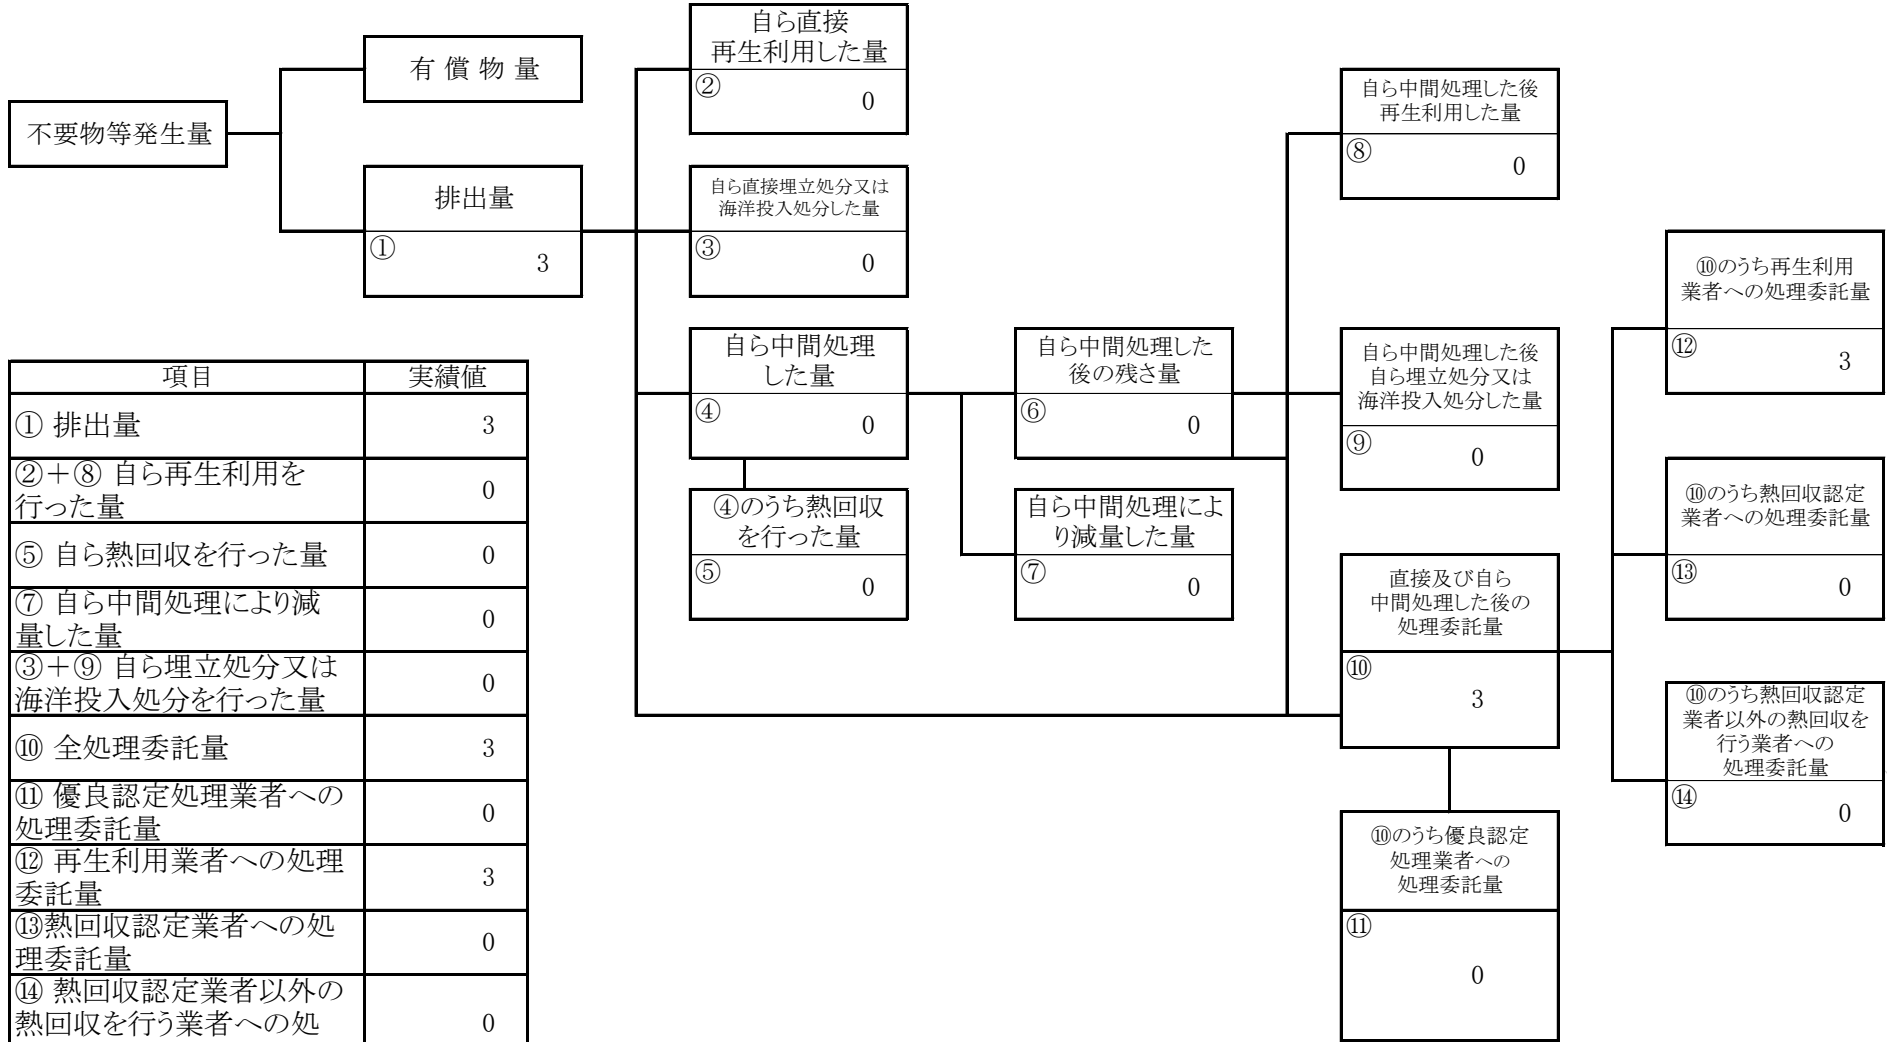 不要物等発生量
有 償 物 量
排出量
①
3
自ら直接
再生利用した量
②
0
自ら直接埋立処分又は
海洋投入処分した量
③
0
自ら中間処理
した量
④
0
④のうち熱回収
を行った量
⑤
0
自ら中間処理した
後の残さ量
⑥
0
自ら中間処理によ
り減量した量
⑦
0
自ら中間処理した後
再生利用した量
⑧
0
自ら中間処理した後
自ら埋立処分又は
海洋投入処分した量
⑨
0
直接及び自ら
中間処理した後の
処理委託量
⑩
3
⑩のうち優良認定
処理業者への
処理委託量
⑪
0
⑩のうち再生利用
業者への処理委託量
⑫
3
⑩のうち熱回収認定
業者への処理委託量
⑬
0
⑩のうち熱回収認定
業者以外の熱回収を
行う業者への
処理委託量
⑭
0
項目 実績値
① 排出量 3
②＋⑧ 自ら再生利用を
行った量 0
⑤ 自ら熱回収を行った量 0
⑦ 自ら中間処理により減
量した量 0
③＋⑨ 自ら埋立処分又は
海洋投入処分を行った量 0
⑩ 全処理委託量 3
⑪ 優良認定処理業者への
処理委託量 0
⑫ 再生利用業者への処理
委託量 3
⑬熱回収認定業者への処
理委託量 0
⑭ 熱回収認定業者以外の
熱回収を行う業者への処 0